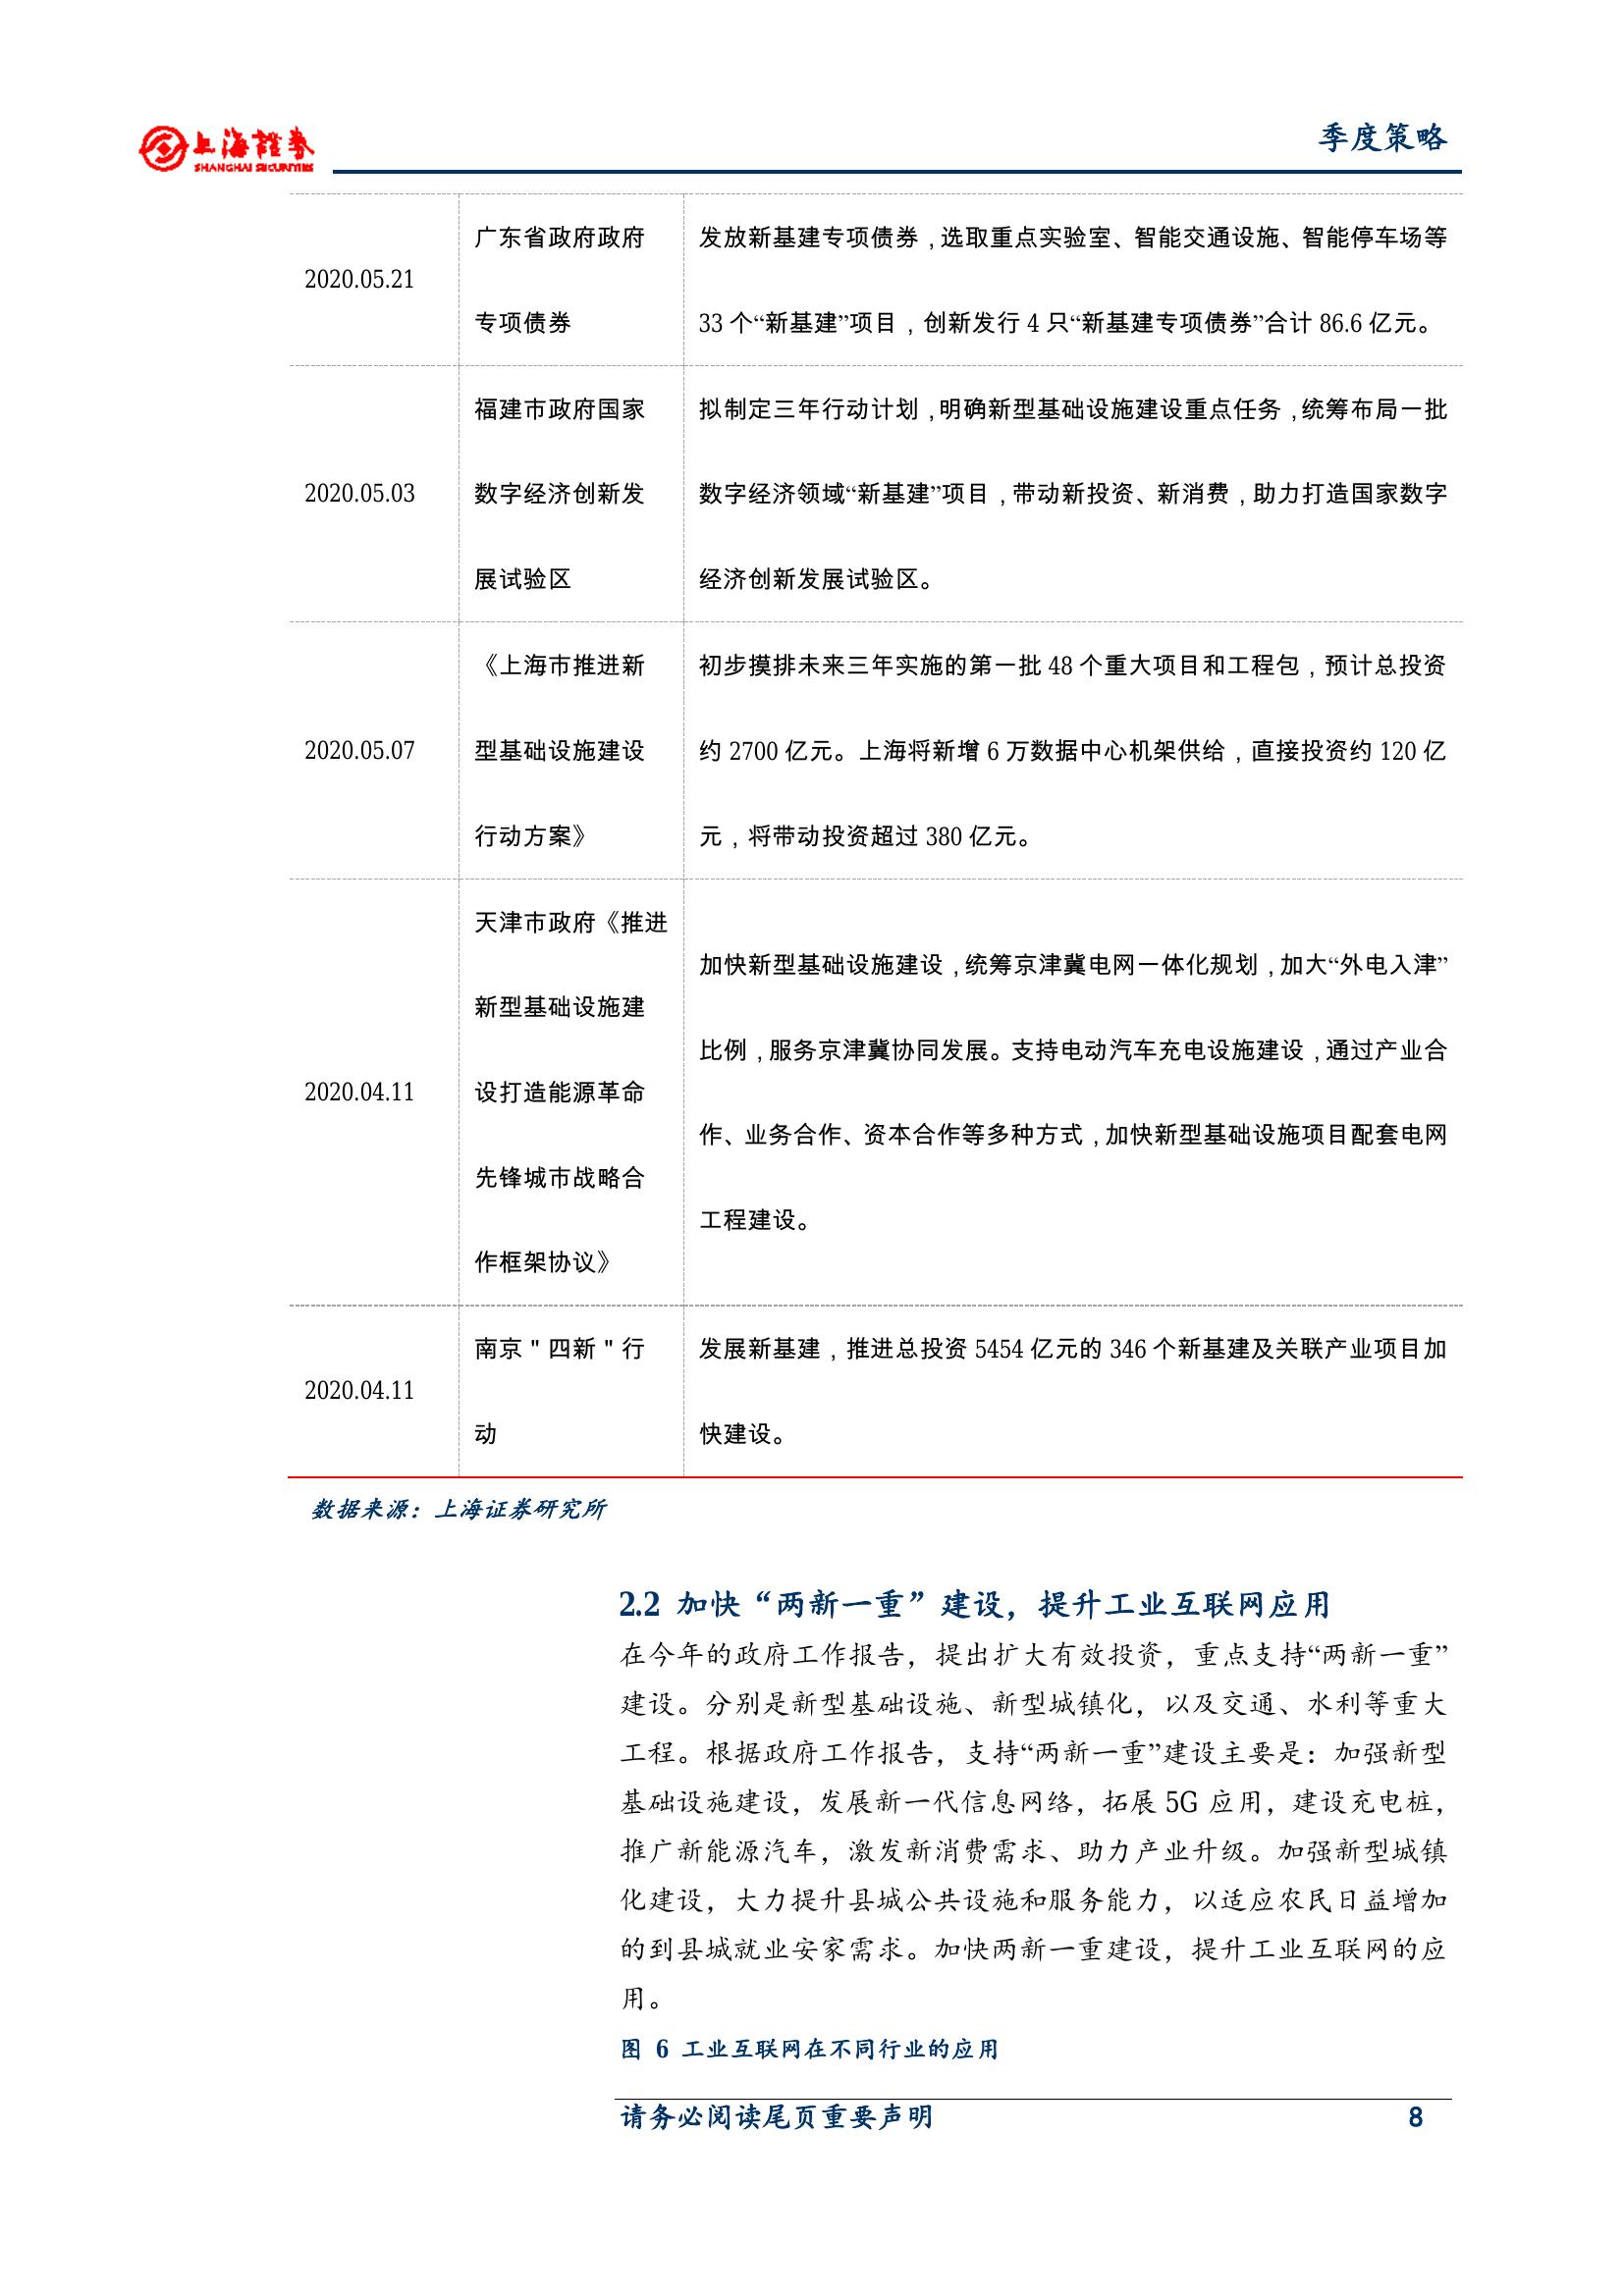 上海證券
SHANGHAI SECURITIES
季度策略
2020.05.21
广东省政府政府
专项债券
发放新基建专项债券，选取重点实验室、智能交通设施、智能停车场等
33 个“新基建”项目，创新发行 4 只“新基建专项债券”合计 86.6 亿元。
2020.05.03
福建市政府国家
数字经济创新发
展试验区
拟制定三年行动计划，明确新型基础设施建设重点任务，统筹布局一批
数字经济领域“新基建”项目，带动新投资、新消费，助力打造国家数字
经济创新发展试验区。
2020.05.07
《上海市推进新
型基础设施建设
行动方案》
初步摸排未来三年实施的第一批 48 个重大项目和工程包，预计总投资
约 2700 亿元。上海将新增 6 万数据中心机架供给，直接投资约 120 亿
元，将带动投资超过 380 亿元。
2020.04.11
天津市政府《推进
新型基础设施建
设打造能源革命
先锋城市战略合
作框架协议》
加快新型基础设施建设，统筹京津冀电网一体化规划，加大“外电入津”
比例，服务京津冀协同发展。支持电动汽车充电设施建设，通过产业合
作、业务合作、资本合作等多种方式，加快新型基础设施项目配套电网
工程建设。
2020.04.11
南京＂四新＂行
动
发展新基建，推进总投资 5454 亿元的 346 个新基建及关联产业项目加
快建设。
数据来源：上海证券研究所
2.2 加快“两新一重”建设，提升工业互联网应用
在今年的政府工作报告，提出扩大有效投资，重点支持“两新一重”
建设。分别是新型基础设施、新型城镇化，以及交通、水利等重大
工程。根据政府工作报告，支持“两新一重”建设主要是：加强新型
基础设施建设，发展新一代信息网络，拓展 5G 应用，建设充电桩，
推广新能源汽车，激发新消费需求、助力产业升级。加强新型城镇
化建设，大力提升县城公共设施和服务能力，以适应农民日益增加
的到县城就业安家需求。加快两新一重建设，提升工业互联网的应
用。
图 6 工业互联网在不同行业的应用
请务必阅读尾页重要声明
8